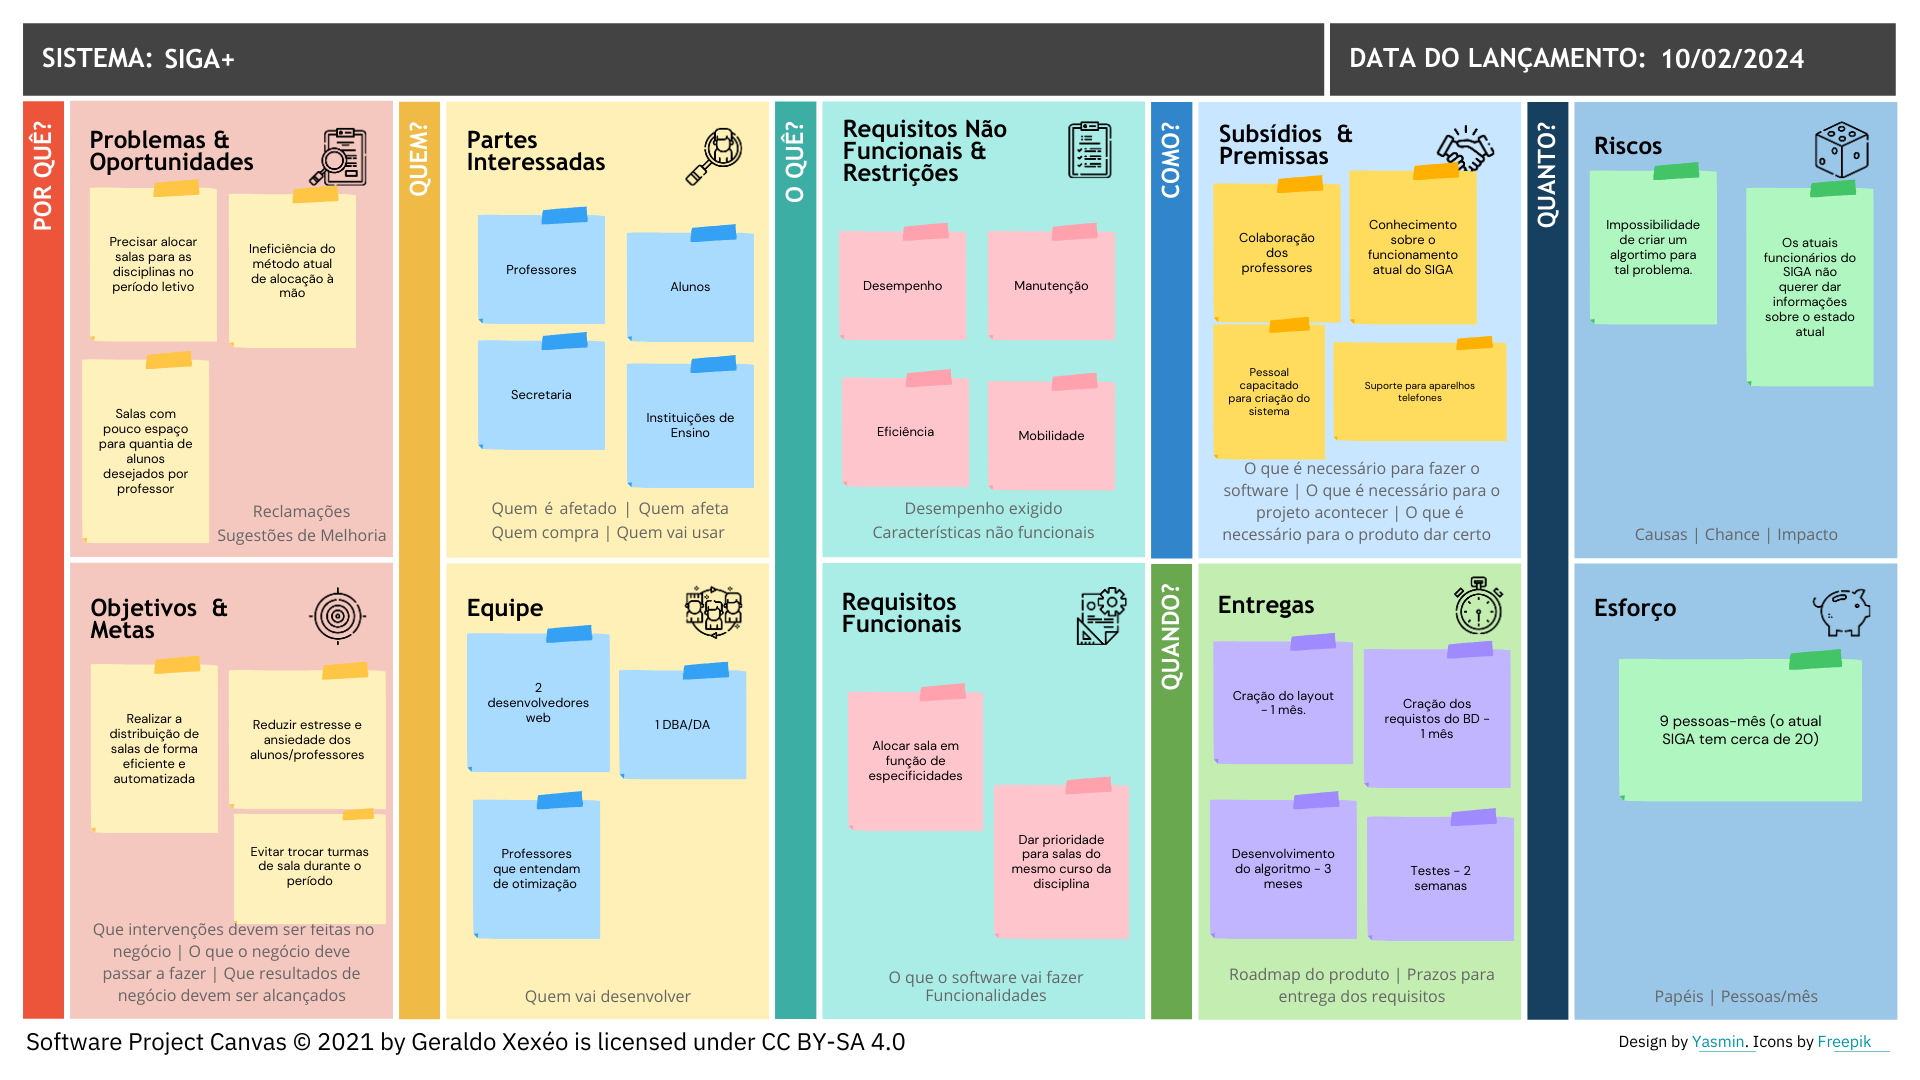 SISTEMA: SIGA+
DATA DO LANÇAMENTO: 10/02/2024
POR QUÊ?
Problemas &
Oportunidades
Precisar alocar
salas para as
disciplinas no
período letivo
Ineficiência do
método atual
de alocação à
mão
Salas com
pouco espaço
para quantia de
alunos
desejados por
professor
Reclamações
Sugestões de Melhoria
Objetivos &
Metas
Realizar a
distribuição de
salas de forma
eficiente e
automatizada
Reduzir estresse e
ansiedade dos
alunos/professores
Evitar trocar turmas
de sala durante o
período
Que intervenções devem ser feitas no
negócio | O que o negócio deve
passar a fazer | Que resultados de
negócio devem ser alcançados
QUEM?
Partes
Interessadas
Professores
Alunos
Secretaria
Instituições de
Ensino
Quem é afetado | Quem afeta
Quem compra | Quem vai usar
Equipe
2
desenvolvedores
web
1 DBA/DA
Professores
que entendam
de otimização
Quem vai desenvolver
O QUÊ?
Requisitos Não
Funcionais &
Restrições
Desempenho
Manutenção
Eficiência
Mobilidade
Desempenho exigido
Características não funcionais
Requisitos
Funcionais
Alocar sala em
função de
especificidades
Dar prioridade
para salas do
mesmo curso da
disciplina
O que o software vai fazer
Funcionalidades
COMO?
Subsídios &
Premissas
Colaboração
dos
professores
Conhecimento
sobre o
funcionamento
atual do SIGA
Pessoal
capacitado
para criação do
sistema
Suporte para aparelhos
telefones
O que é necessário para fazer o
software | O que é necessário para o
projeto acontecer | O que é
necessário para o produto dar certo
QUANDO?
Entregas
Cração do layout
- 1 mês.
Cração dos
requistos do BD -
1 mês
Desenvolvimento
do algoritmo - 3
meses
Testes - 2
semanas
Roadmap do produto | Prazos para
entrega dos requisitos
QUANTO?
Riscos
Impossibilidade
de criar um
algortimo para
tal problema.
Os atuais
funcionários do
SIGA não
querer dar
informações
sobre o estado
atual
Causas | Chance | Impacto
Esforço
9 pessoas-mês (o atual
SIGA tem cerca de 20)
Papéis | Pessoas/mês
Software Project Canvas © 2021 by Geraldo Xexéo is licensed under CC BY-SA 4.0
Design by Yasmin. Icons by Freepik